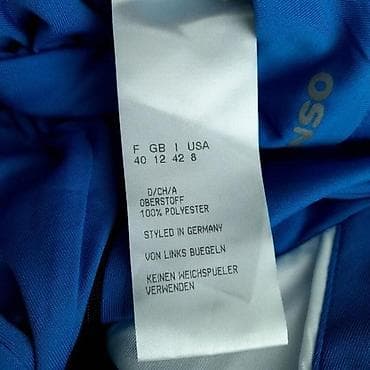 F GB I USA
40 12 42 8
D/CH/A
OBERSTOFF
100% POLYESTER
STYLED IN GERMANY
VON LINKS BUEGELN
KEINEN WEICHSPUELER
VERWENDEN